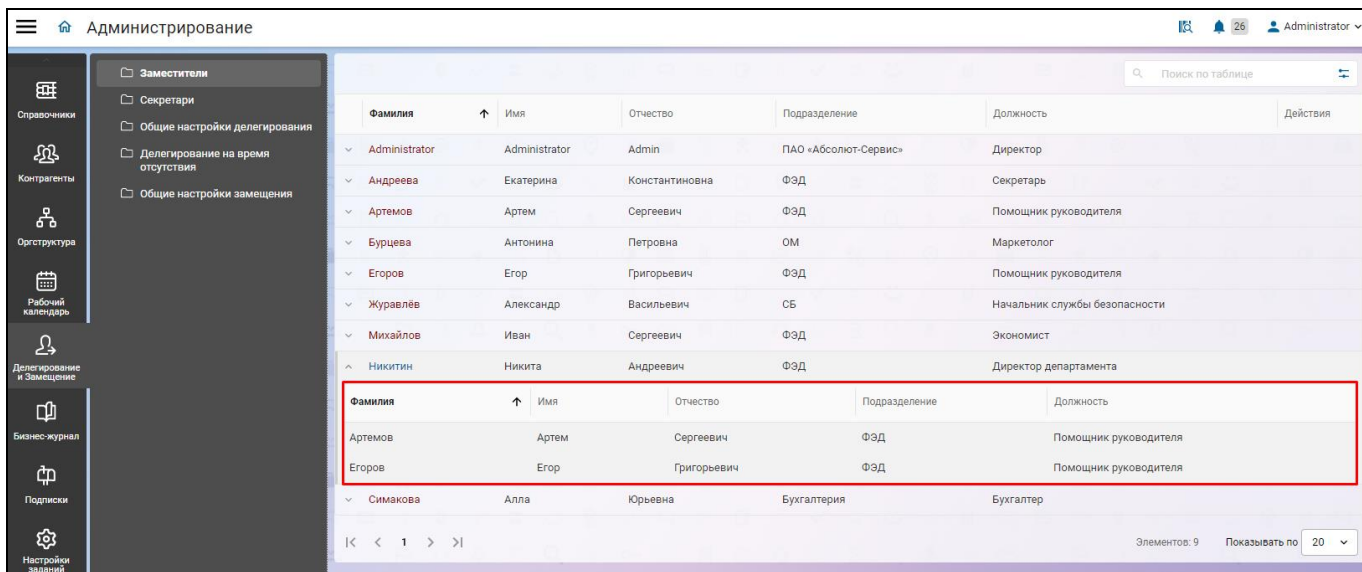 Администрирование
26
Administrator
Справочники
Контрагенты
Оргструктура
Рабочий
календарь
Делегирование
и Замещение
Бизнес-журнал
Подписки
Настройки
заданий
Заместители
Секретари
Общие настройки делегирования
Делегирование на время
отсутствия
Общие настройки замещения
Поиск по таблице
Фамилия Имя Отчество Подразделение Должность Действия
Administrator Administrator Admin ПАО «Абсолют-Сервис» Директор
Андреева Екатерина Константиновна ФЭД Секретарь
Артемов Артем Сергеевич ФЭД Помощник руководителя
Бурцева Антонина Петровна ОМ Маркетолог
Егоров Егор Григорьевич ФЭД Помощник руководителя
Журавлёв Александр Васильевич СБ Начальник службы безопасности
Михайлов Иван Сергеевич ФЭД Экономист
Никитин Никита Андреевич ФЭД Директор департамента
Фамилия Имя Отчество Подразделение Должность
Артемов Артем Сергеевич ФЭД Помощник руководителя
Егоров Егор Григорьевич ФЭД Помощник руководителя
Симакова Алла Юрьевна Бухгалтерия Бухгалтер
1 Элементов: 9 Показывать по 20